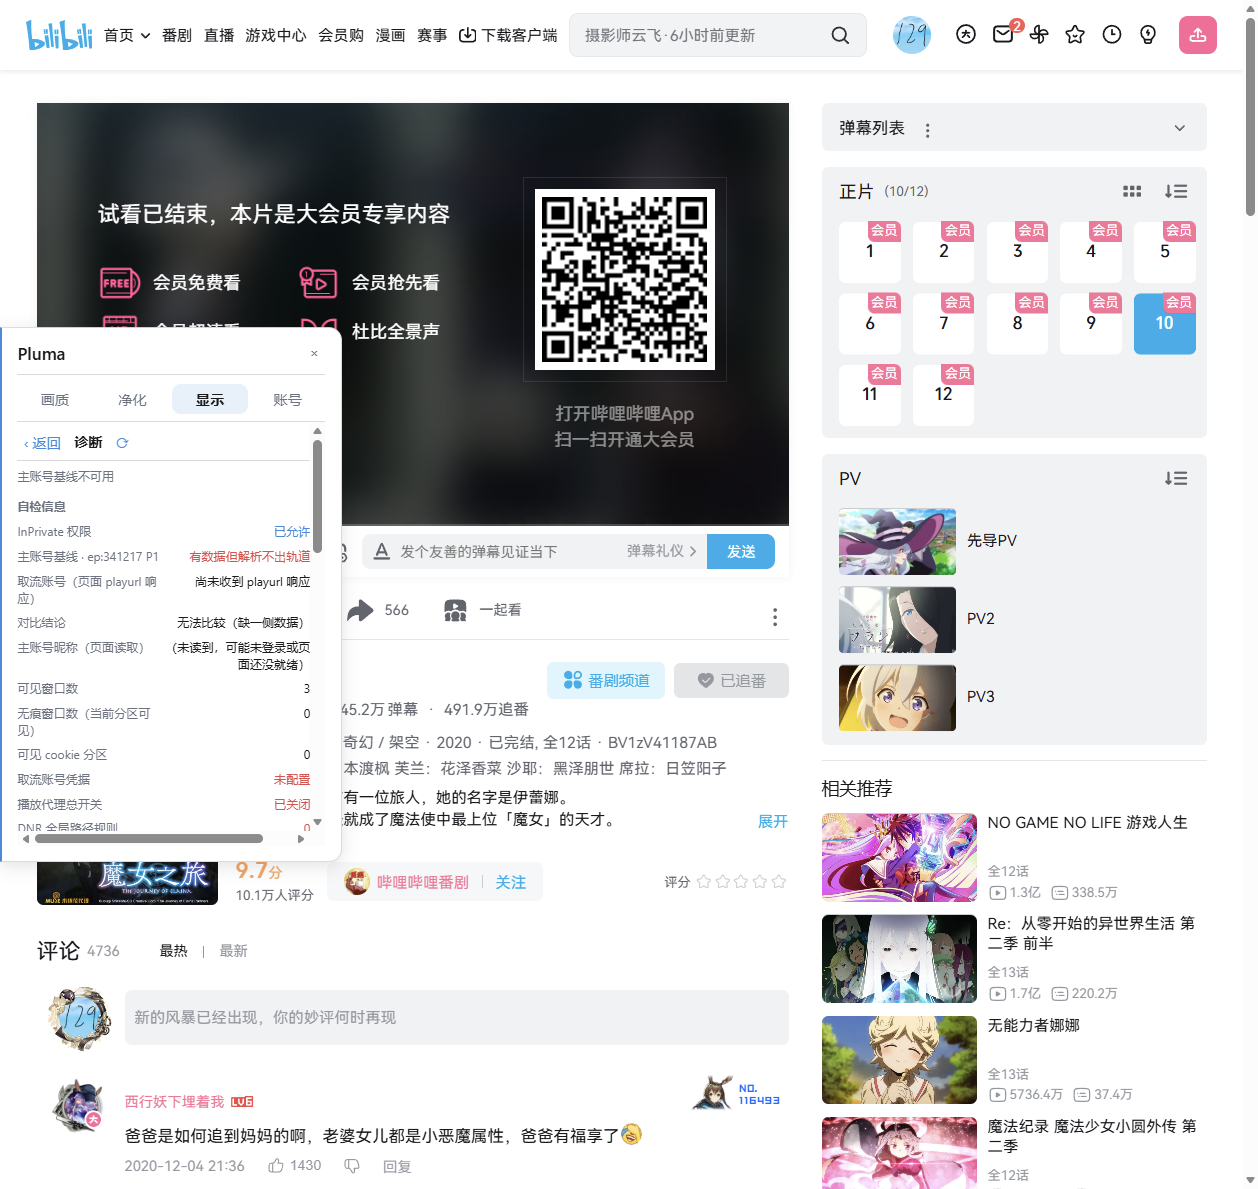 bilibili
首页
番剧
直播
游戏中心
会员购
漫画
赛事
下载客户端
摄影师云飞·6小时前更新
129
2
试看已结束，本片是大会员专享内容
FREE
会员免费看
会员抢先看
杜比全景声
打开哔哩哔哩App
扫一扫开通大会员
Pluma
×
画质
净化
显示
账号
‹ 返回
诊断
主账号基线不可用
自检信息
InPrivate 权限
已允许
主账号基线 · ep:341217 P1
有数据但解析不出轨道
取流账号（页面 playurl 响
应）
尚未收到 playurl 响应
对比结论
无法比较（缺一侧数据）
主账号昵称（页面读取）
（未读到，可能未登录或页
面还没就绪）
可见窗口数
3
无痕窗口数（当前分区可
见）
0
可见 cookie 分区
0
取流账号凭据
未配置
播放代理总开关
已关闭
DNR 全局路径规则
0
发个友善的弹幕见证当下
弹幕礼仪
发送
566
一起看
番剧频道
已追番
45.2万 弹幕 · 491.9万追番
奇幻 / 架空 · 2020 · 已完结, 全12话 · BV1zV41187AB
本渡枫 芙兰：花泽香菜 沙耶：黑泽朋世 席拉：日笠阳子
有一位旅人，她的名字是伊蕾娜。
就成了魔法使中最上位「魔女」的天才。
展开
魔女之旅
THE JOURNEY OF ELAINA
9.7分
10.1万人评分
哔哩哔哩番剧
关注
评分
评论 4736
最热
最新
129
新的风暴已经出现，你的妙评何时再现
西行妖下埋着我 LV6
NO.
116493
爸爸是如何追到妈妈的啊，老婆女儿都是小恶魔属性，爸爸有福享了
2020-12-04 21:36
1430
回复
弹幕列表
正片 (10/12)
会员
1
会员
2
会员
3
会员
4
会员
5
会员
6
会员
7
会员
8
会员
9
会员
10
会员
11
会员
12
PV
先导PV
PV2
PV3
相关推荐
NO GAME NO LIFE 游戏人生
全12话
1.3亿
338.5万
Re：从零开始的异世界生活 第
二季 前半
全13话
1.7亿
220.2万
无能力者娜娜
全13话
5736.4万
37.4万
魔法纪录 魔法少女小圆外传 第
二季
全12话